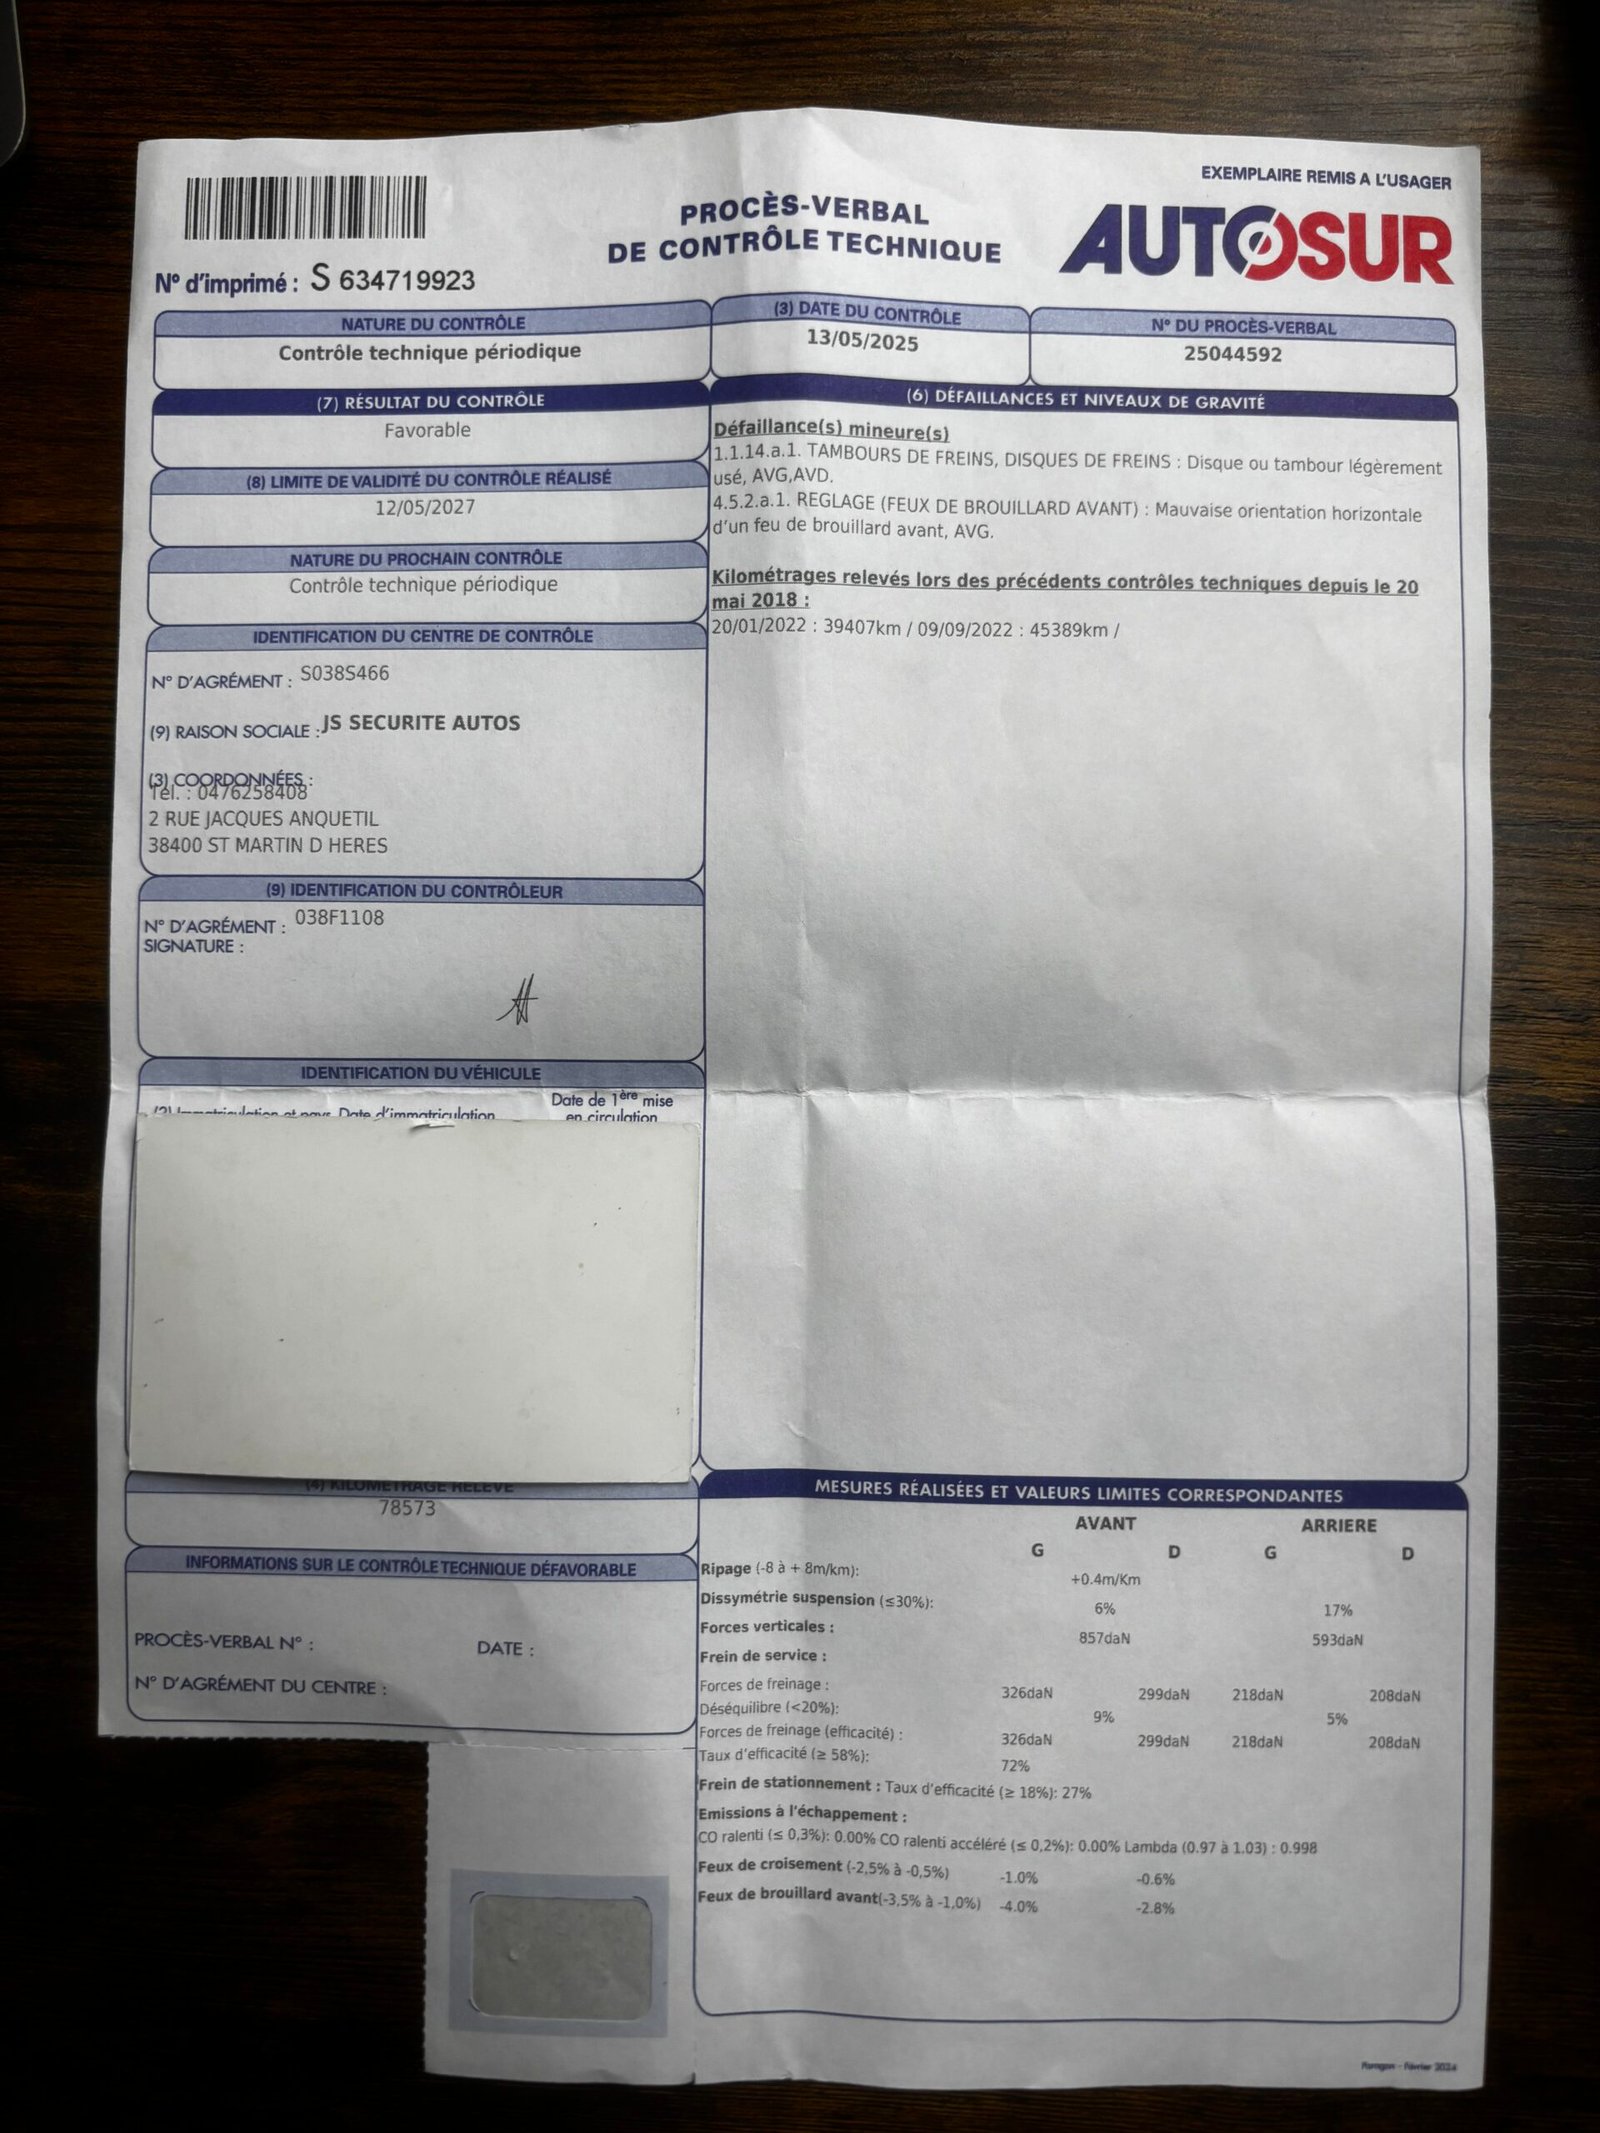 EXEMPLAIRE REMIS A L'USAGER
PROCÈS-VERBAL
DE CONTRÔLE TECHNIQUE
AUTOSUR
N° d'imprimé : S 634719923
NATURE DU CONTRÔLE
Contrôle technique périodique
(3) DATE DU CONTRÔLE
13/05/2025
N° DU PROCÈS-VERBAL
25044592
(7) RÉSULTAT DU CONTRÔLE
Favorable
(8) LIMITE DE VALIDITÉ DU CONTRÔLE RÉALISÉ
12/05/2027
NATURE DU PROCHAIN CONTRÔLE
Contrôle technique périodique
IDENTIFICATION DU CENTRE DE CONTRÔLE
N° D'AGRÉMENT : S038S466
(9) RAISON SOCIALE : JS SECURITE AUTOS
(3) COORDONNÉES :
Tel. : 0476258408
2 RUE JACQUES ANQUETIL
38400 ST MARTIN D HERES
(9) IDENTIFICATION DU CONTRÔLEUR
N° D'AGRÉMENT : 038F1108
SIGNATURE :
IDENTIFICATION DU VÉHICULE
(2) Immatriculation et pays Date d'immatriculation
Date de 1ère mise
en circulation
(4) KILOMÉTRAGE RELEVÉ
78573
INFORMATIONS SUR LE CONTRÔLE TECHNIQUE DÉFAVORABLE
PROCÈS-VERBAL N° : DATE :
N° D'AGRÉMENT DU CENTRE :
(6) DÉFAILLANCES ET NIVEAUX DE GRAVITÉ
Défaillance(s) mineure(s)
1.1.14.a.1. TAMBOURS DE FREINS, DISQUES DE FREINS : Disque ou tambour légèrement
usé, AVG,AVD.
4.5.2.a.1. REGLAGE (FEUX DE BROUILLARD AVANT) : Mauvaise orientation horizontale
d'un feu de brouillard avant, AVG.
Kilométrages relevés lors des précédents contrôles techniques depuis le 20
mai 2018 :
20/01/2022 : 39407km / 09/09/2022 : 45389km /
MESURES RÉALISÉES ET VALEURS LIMITES CORRESPONDANTES
AVANT ARRIERE
G D G D
Ripage (-8 à + 8m/km): +0.4m/Km
Dissymétrie suspension (≤30%): 6% 17%
Forces verticales : 857daN 593daN
Frein de service :
Forces de freinage : 326daN 299daN 218daN 208daN
Déséquilibre (<20%): 9% 5%
Forces de freinage (efficacité) : 326daN 299daN 218daN 208daN
Taux d'efficacité (≥ 58%): 72%
Frein de stationnement : Taux d'efficacité (≥ 18%): 27%
Emissions à l'échappement :
CO ralenti (≤ 0,3%): 0.00% CO ralenti accéléré (≤ 0,2%): 0.00% Lambda (0.97 à 1.03) : 0.998
Feux de croisement (-2,5% à -0,5%) -1.0% -0.6%
Feux de brouillard avant(-3,5% à -1,0%) -4.0% -2.8%
Paragon - Février 2024